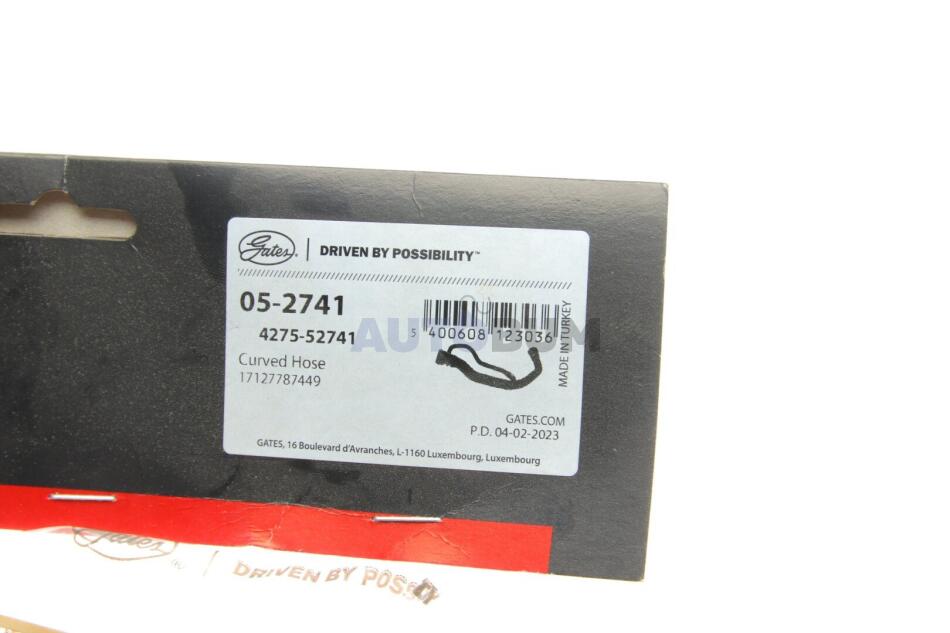 Gates® | DRIVEN BY POSSIBILITY™
05-2741
4275-52741
5 400608 123036
Curved Hose
17127787449
MADE IN TURKEY
GATES.COM
P.D. 04-02-2023
GATES, 16 Boulevard d'Avranches, L-1160 Luxembourg, Luxembourg
AUTODUM
Gates® | DRIVEN BY